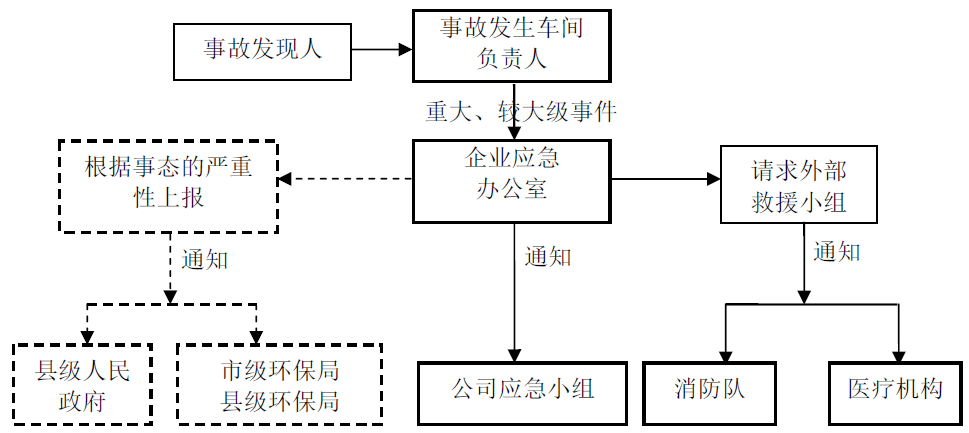 事故发现人
事故发生车间
负责人
重大、较大级事件
根据事态的严重
性上报
企业应急
办公室
请求外部
救援小组
通知
通知
通知
县级人民
政府
市级环保局
县级环保局
公司应急小组
消防队
医疗机构